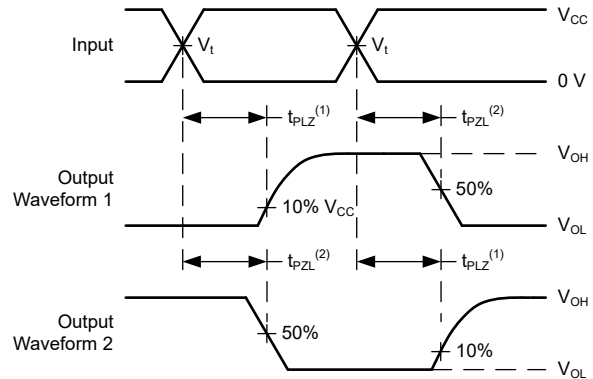 V_CC
Input
V_t
V_t
0 V
t_PLZ^(1)
t_PZL^(2)
V_OH
Output
Waveform 1
50%
10% V_CC
V_OL
t_PZL^(2)
t_PLZ^(1)
V_OH
Output
Waveform 2
50%
10%
V_OL